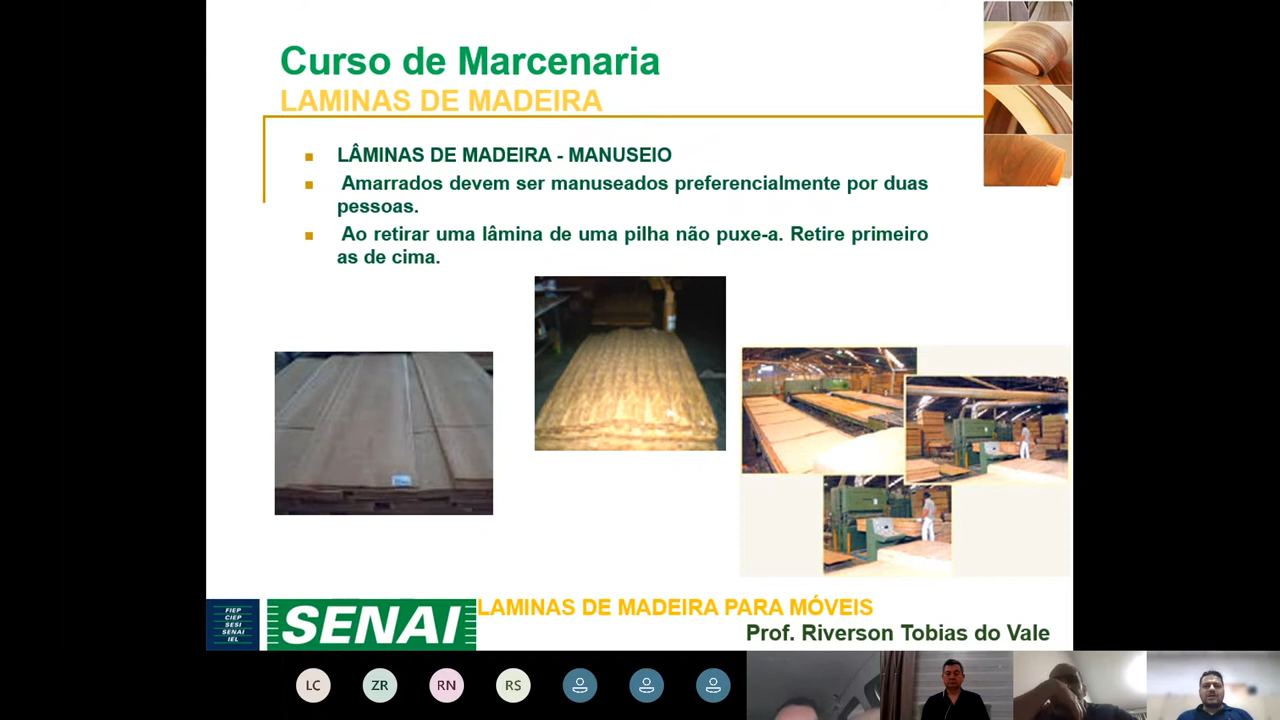 Curso de Marcenaria
LAMINAS DE MADEIRA
LÂMINAS DE MADEIRA - MANUSEIO
Amarrados devem ser manuseados preferencialmente por duas
pessoas.
Ao retirar uma lâmina de uma pilha não puxe-a. Retire primeiro
as de cima.
FIEP
CIEP
SESI
SENAI
IEL
SENAI
LAMINAS DE MADEIRA PARA MÓVEIS
Prof. Riverson Tobias do Vale
LC
ZR
RN
RS